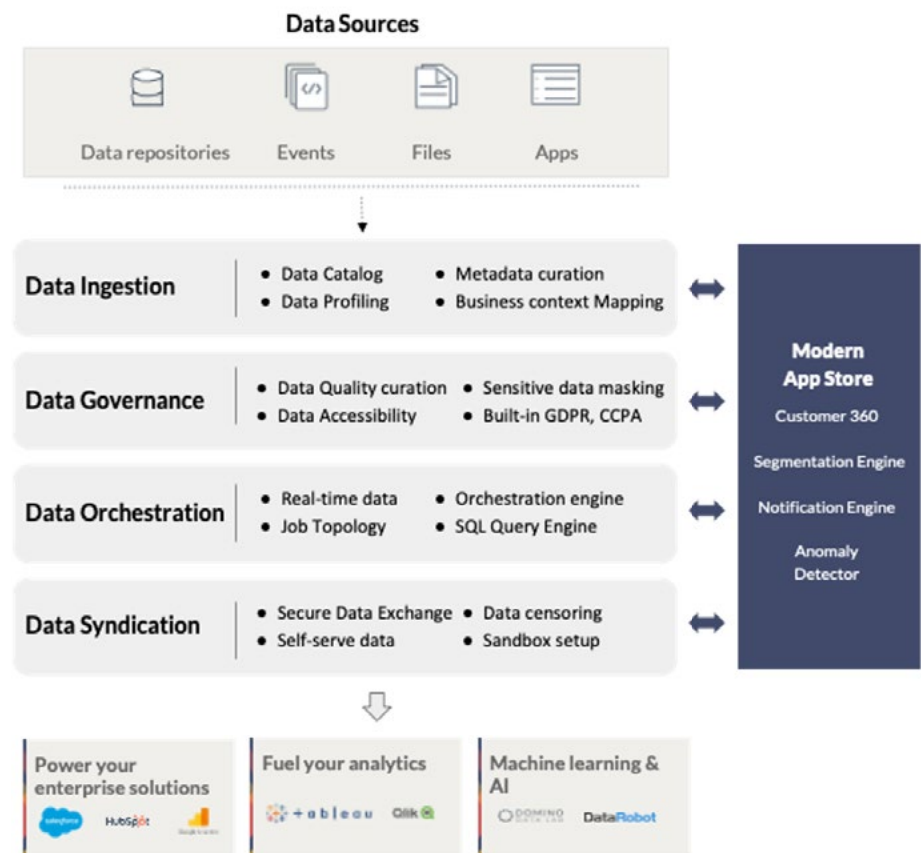 Data Sources
Data repositories
Events
Files
Apps
Data Ingestion
• Data Catalog
• Metadata curation
• Data Profiling
• Business context Mapping
Data Governance
• Data Quality curation
• Sensitive data masking
• Data Accessibility
• Built-in GDPR, CCPA
Data Orchestration
• Real-time data
• Orchestration engine
• Job Topology
• SQL Query Engine
Data Syndication
• Secure Data Exchange
• Data censoring
• Self-serve data
• Sandbox setup
Modern
App Store
Customer 360
Segmentation Engine
Notification Engine
Anomaly
Detector
Power your
enterprise solutions
salesforce
HubSpot
Fuel your analytics
+ableau
Qlik
Machine learning &
AI
DOMINO
DATA LAB
DataRobot